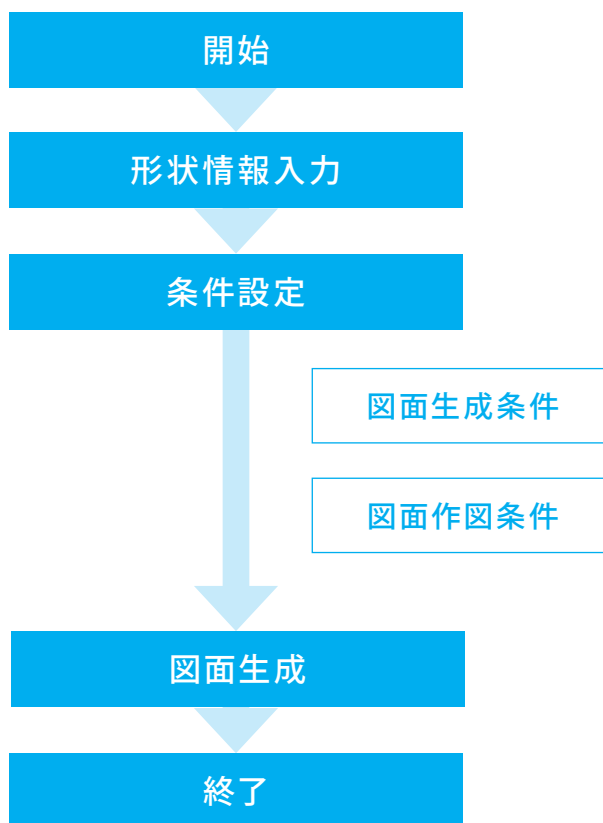 開始
形状情報入力
条件設定
図面生成条件
図面作図条件
図面生成
終了